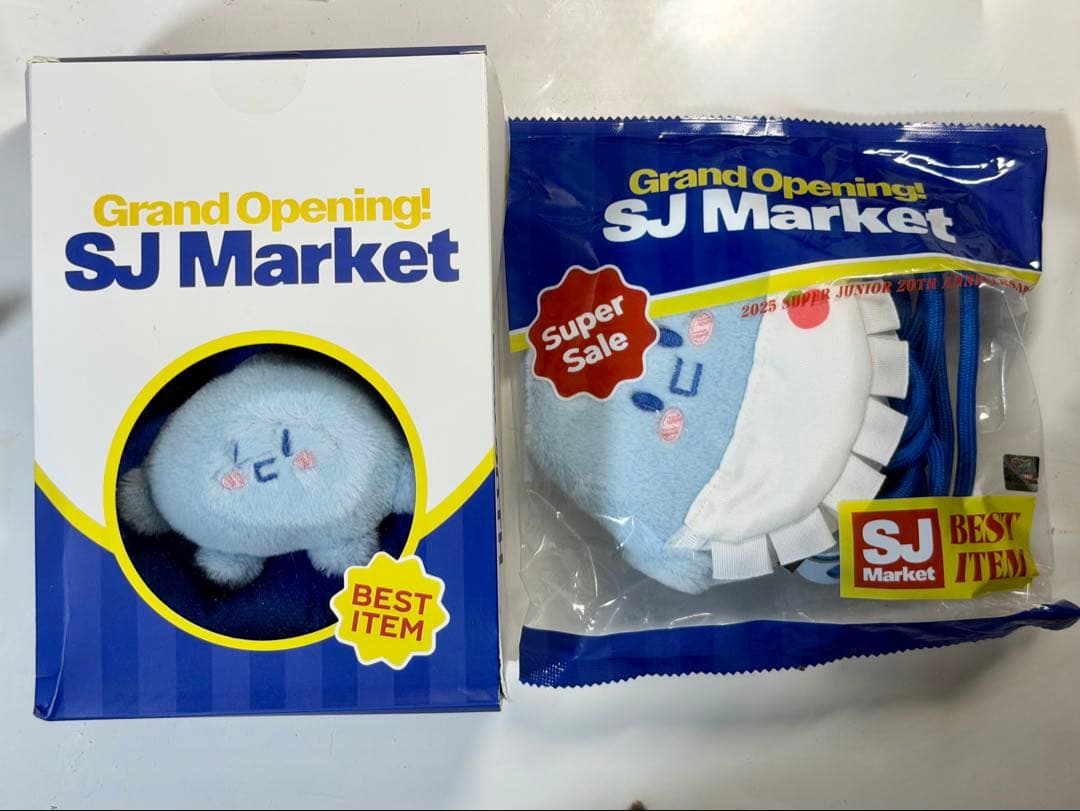 Grand Opening!
SJ Market
BEST
ITEM
Grand Opening!
SJ Market
Super
Sale
2025 SUPER JUNIOR 20TH
SJ
Market
BEST
ITEM